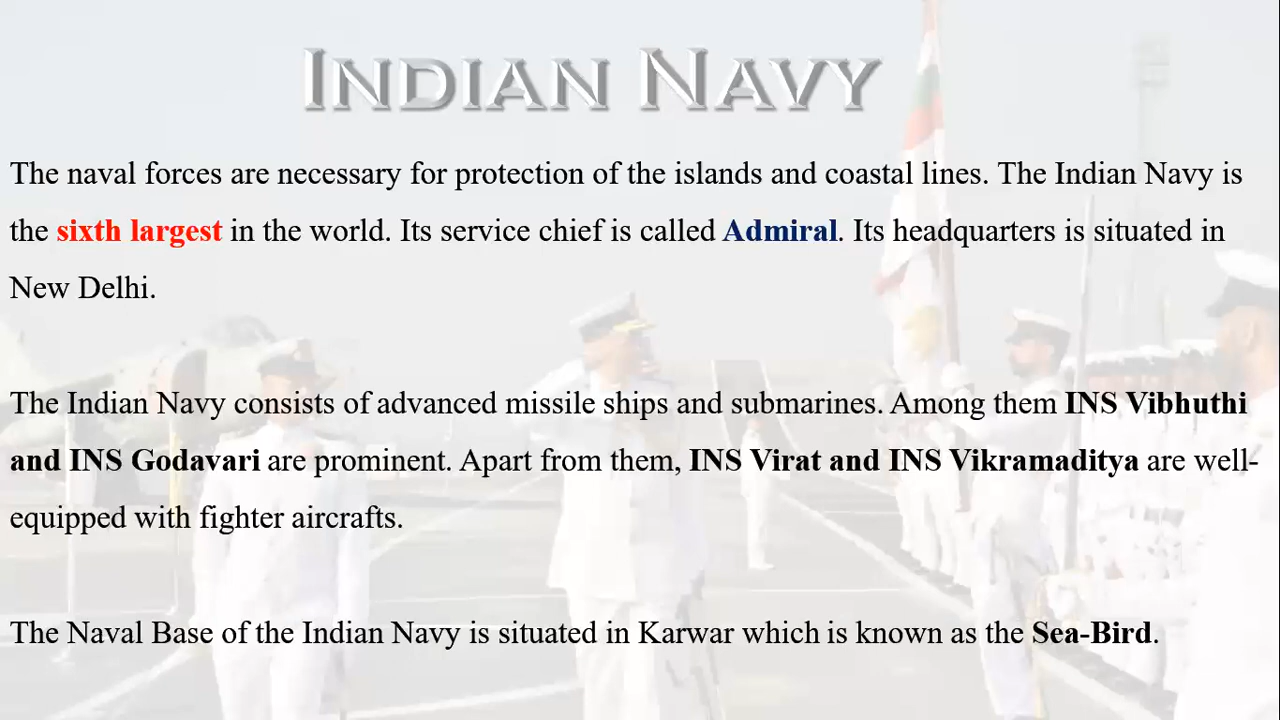 INDIAN NAVY
The naval forces are necessary for protection of the islands and coastal lines. The Indian Navy is
the sixth largest in the world. Its service chief is called Admiral. Its headquarters is situated in
New Delhi.
The Indian Navy consists of advanced missile ships and submarines. Among them INS Vibhuthi
and INS Godavari are prominent. Apart from them, INS Virat and INS Vikramaditya are well-
equipped with fighter aircrafts.
The Naval Base of the Indian Navy is situated in Karwar which is known as the Sea-Bird.